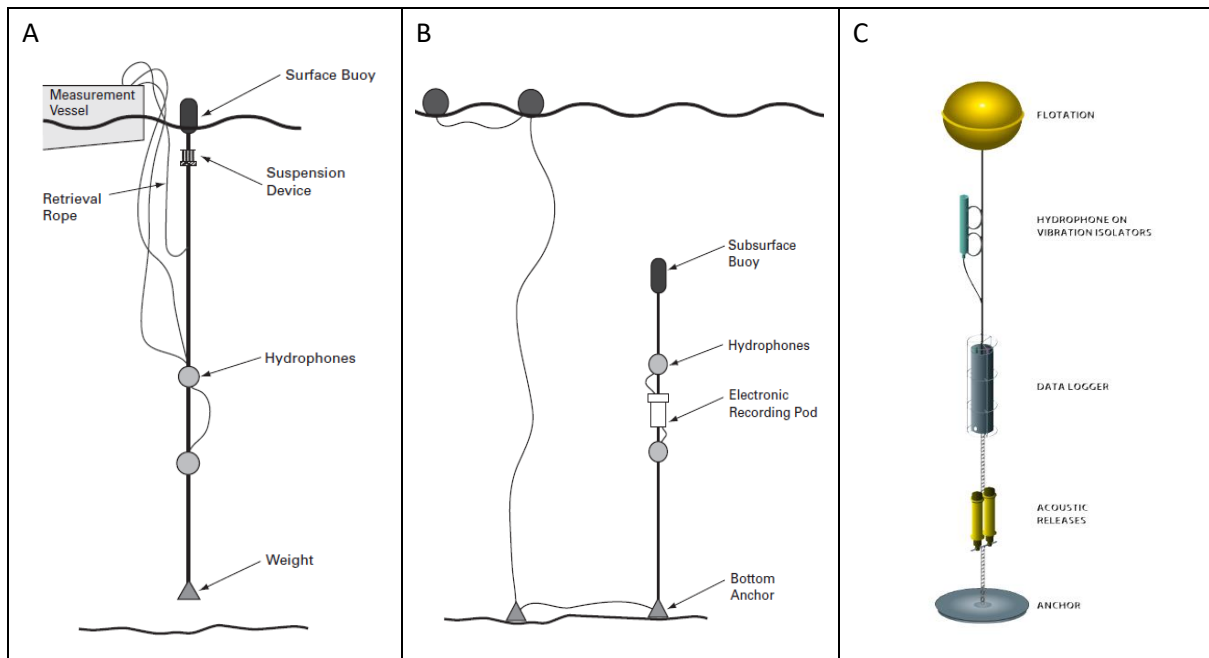 A
Measurement
Vessel
Surface Buoy
Suspension
Device
Retrieval
Rope
Hydrophones
Weight
B
Subsurface
Buoy
Hydrophones
Electronic
Recording Pod
Bottom
Anchor
C
FLOTATION
HYDROPHONE ON
VIBRATION ISOLATORS
DATA LOGGER
ACOUSTIC
RELEASES
ANCHOR